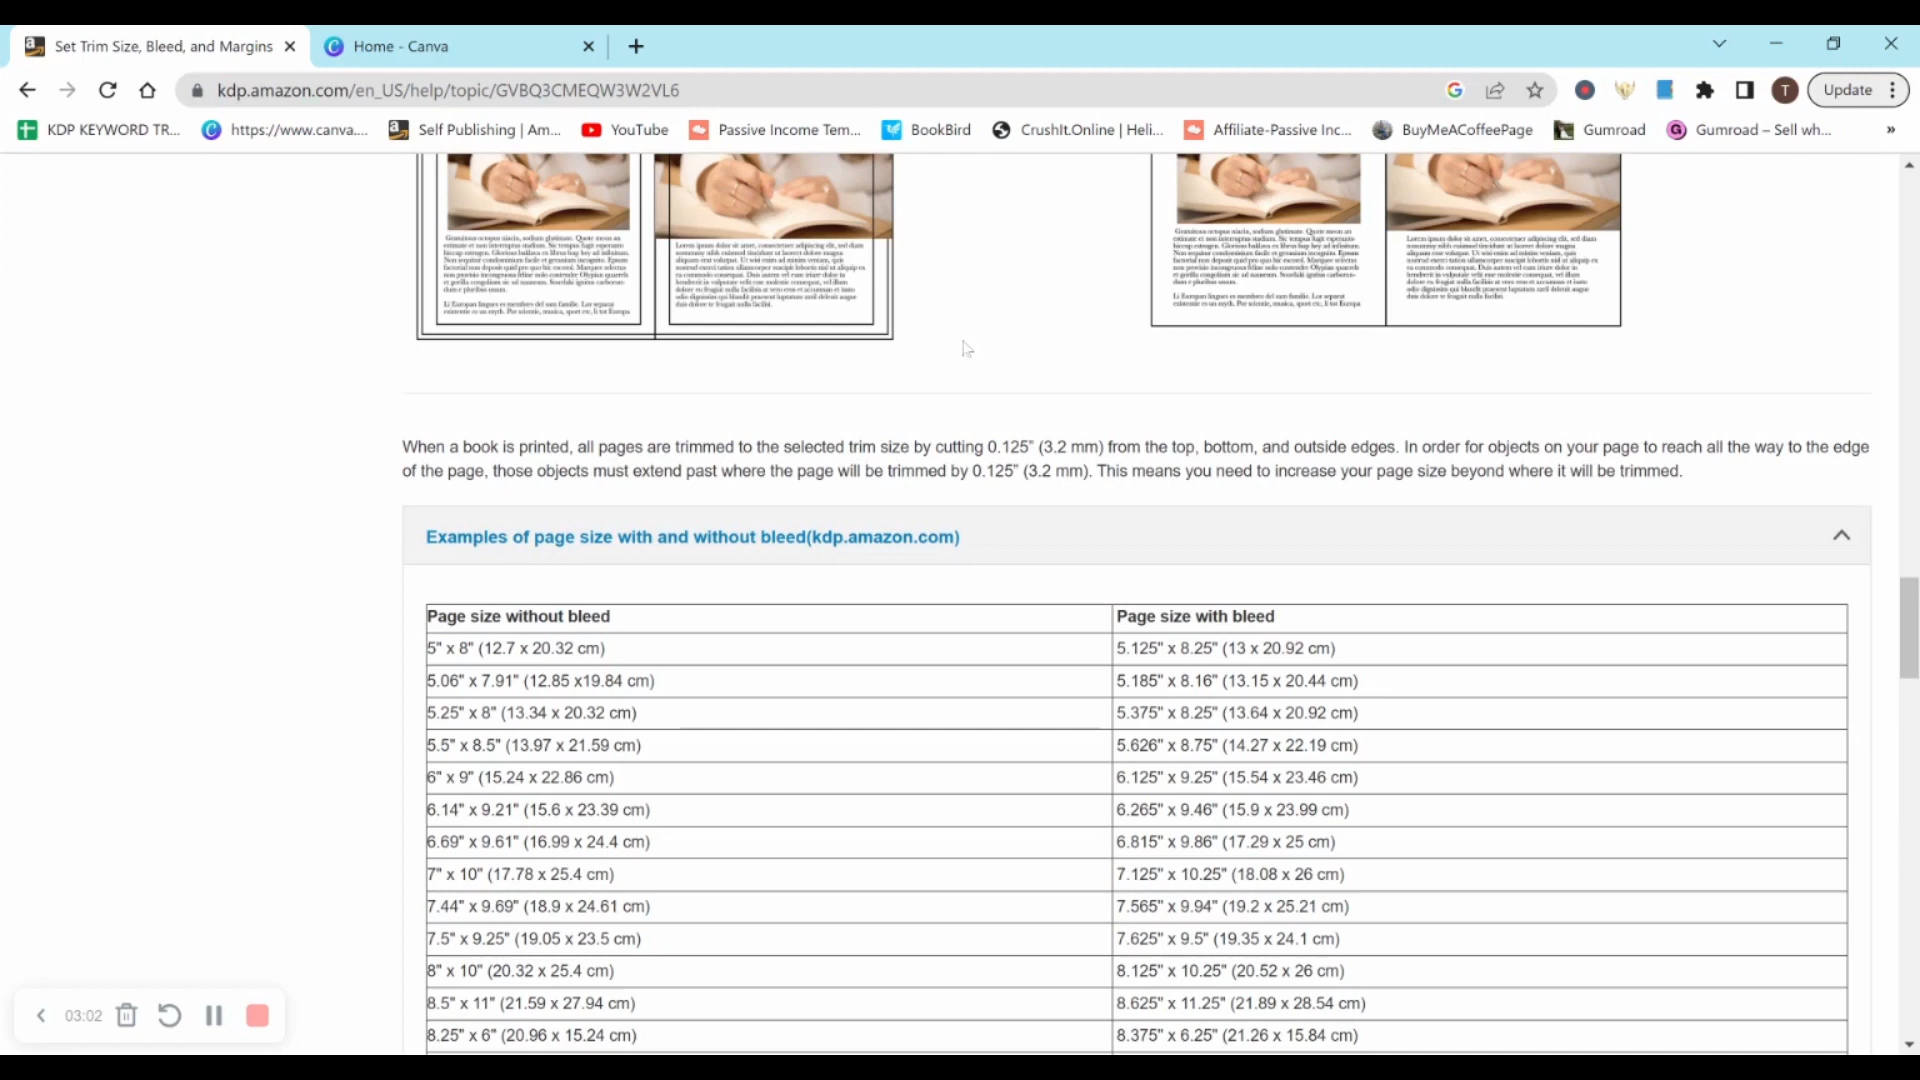 Set Trim Size, Bleed, and Margins
Home - Canva
kdp.amazon.com/en_US/help/topic/GVBQ3CMEQW3W2VL6
T
Update
KDP KEYWORD TR...
https://www.canva....
Self Publishing | Am...
YouTube
Passive Income Tem...
BookBird
CrushIt.Online | Heli...
Affiliate-Passive Inc...
BuyMeACoffeePage
Gumroad
Gumroad – Sell wh...
»
When a book is printed, all pages are trimmed to the selected trim size by cutting 0.125" (3.2 mm) from the top, bottom, and outside edges. In order for objects on your page to reach all the way to the edge
of the page, those objects must extend past where the page will be trimmed by 0.125" (3.2 mm). This means you need to increase your page size beyond where it will be trimmed.
Examples of page size with and without bleed(kdp.amazon.com)
Page size without bleed
Page size with bleed
5" x 8" (12.7 x 20.32 cm)
5.125" x 8.25" (13 x 20.92 cm)
5.06" x 7.91" (12.85 x19.84 cm)
5.185" x 8.16" (13.15 x 20.44 cm)
5.25" x 8" (13.34 x 20.32 cm)
5.375" x 8.25" (13.64 x 20.92 cm)
5.5" x 8.5" (13.97 x 21.59 cm)
5.626" x 8.75" (14.27 x 22.19 cm)
6" x 9" (15.24 x 22.86 cm)
6.125" x 9.25" (15.54 x 23.46 cm)
6.14" x 9.21" (15.6 x 23.39 cm)
6.265" x 9.46" (15.9 x 23.99 cm)
6.69" x 9.61" (16.99 x 24.4 cm)
6.815" x 9.86" (17.29 x 25 cm)
7" x 10" (17.78 x 25.4 cm)
7.125" x 10.25" (18.08 x 26 cm)
7.44" x 9.69" (18.9 x 24.61 cm)
7.565" x 9.94" (19.2 x 25.21 cm)
7.5" x 9.25" (19.05 x 23.5 cm)
7.625" x 9.5" (19.35 x 24.1 cm)
8" x 10" (20.32 x 25.4 cm)
8.125" x 10.25" (20.52 x 26 cm)
8.5" x 11" (21.59 x 27.94 cm)
8.625" x 11.25" (21.89 x 28.54 cm)
8.25" x 6" (20.96 x 15.24 cm)
8.375" x 6.25" (21.26 x 15.84 cm)
03:02